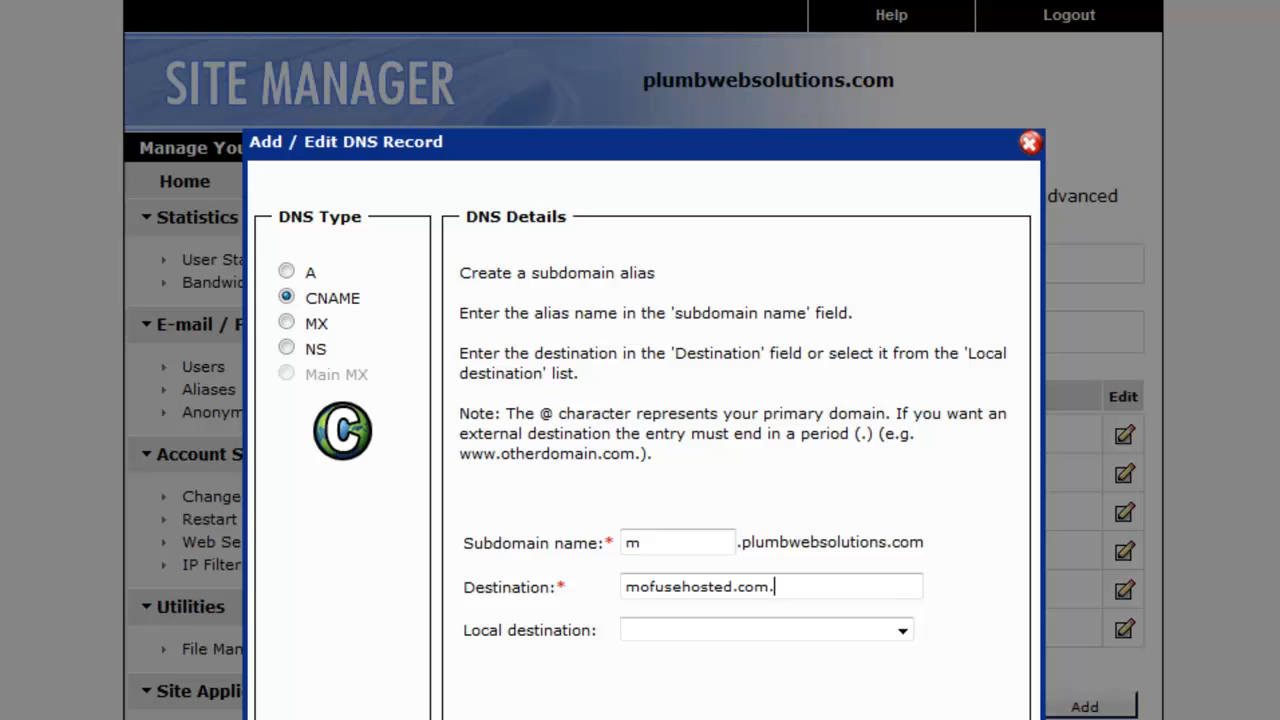 Help
Logout
SITE MANAGER
plumbwebsolutions.com
Manage You
Add / Edit DNS Record
Home
dvanced
Statistics
DNS Type
DNS Details
User Sta
A
Create a subdomain alias
Bandwid
CNAME
Enter the alias name in the 'subdomain name' field.
E-mail / F
MX
NS
Enter the destination in the 'Destination' field or select it from the 'Local
destination' list.
Users
Main MX
Aliases
Edit
Anonym
Note: The @ character represents your primary domain. If you want an
external destination the entry must end in a period (.) (e.g.
www.otherdomain.com.).
C
Account S
Change
Restart
Web Se
IP Filter
Subdomain name:* m .plumbwebsolutions.com
Destination:* mofusehosted.com.
Utilities
Local destination:
File Man
Site Appli
Add